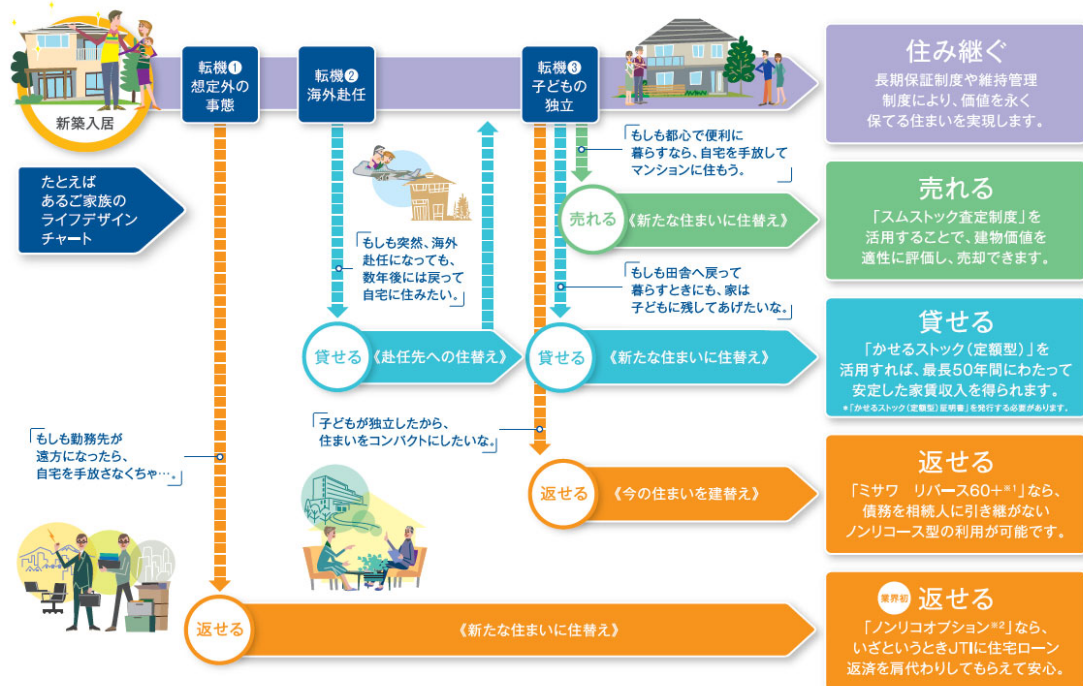 新築入居
転機❶
想定外の
事態
転機❷
海外赴任
転機❸
子どもの
独立
住み継ぐ
長期保証制度や維持管理
制度により、価値を永く
保てる住まいを実現します。
たとえば
あるご家族の
ライフデザイン
チャート
「もしも都心で便利に
暮らすなら、自宅を手放して
マンションに住もう。」
売れる
《新たな住まいに住替え》
売れる
「スムストック査定制度」を
活用することで、建物価値を
適性に評価し、売却できます。
「もしも突然、海外
赴任になっても、
数年後には戻って
自宅に住みたい。」
「もしも田舎へ戻って
暮らすときにも、家は
子どもに残してあげたいな。」
貸せる
《赴任先への住替え》
貸せる
《新たな住まいに住替え》
貸せる
「かせるストック(定額型)」を
活用すれば、最長50年間にわたって
安定した家賃収入を得られます。
*「かせるストック(定額型)証明書」を発行する必要があります。
「子どもが独立したから、
住まいをコンパクトにしたいな。」
「もしも勤務先が
遠方になったら、
自宅を手放さなくちゃ…。」
返せる
《今の住まいを建替え》
返せる
「ミサワ リバース60+※1」なら、
債務を相続人に引き継がない
ノンリコース型の利用が可能です。
返せる
《新たな住まいに住替え》
業界初
返せる
「ノンリコオプション※2」なら、
いざというときJTIに住宅ローン
返済を肩代わりしてもらえて安心。